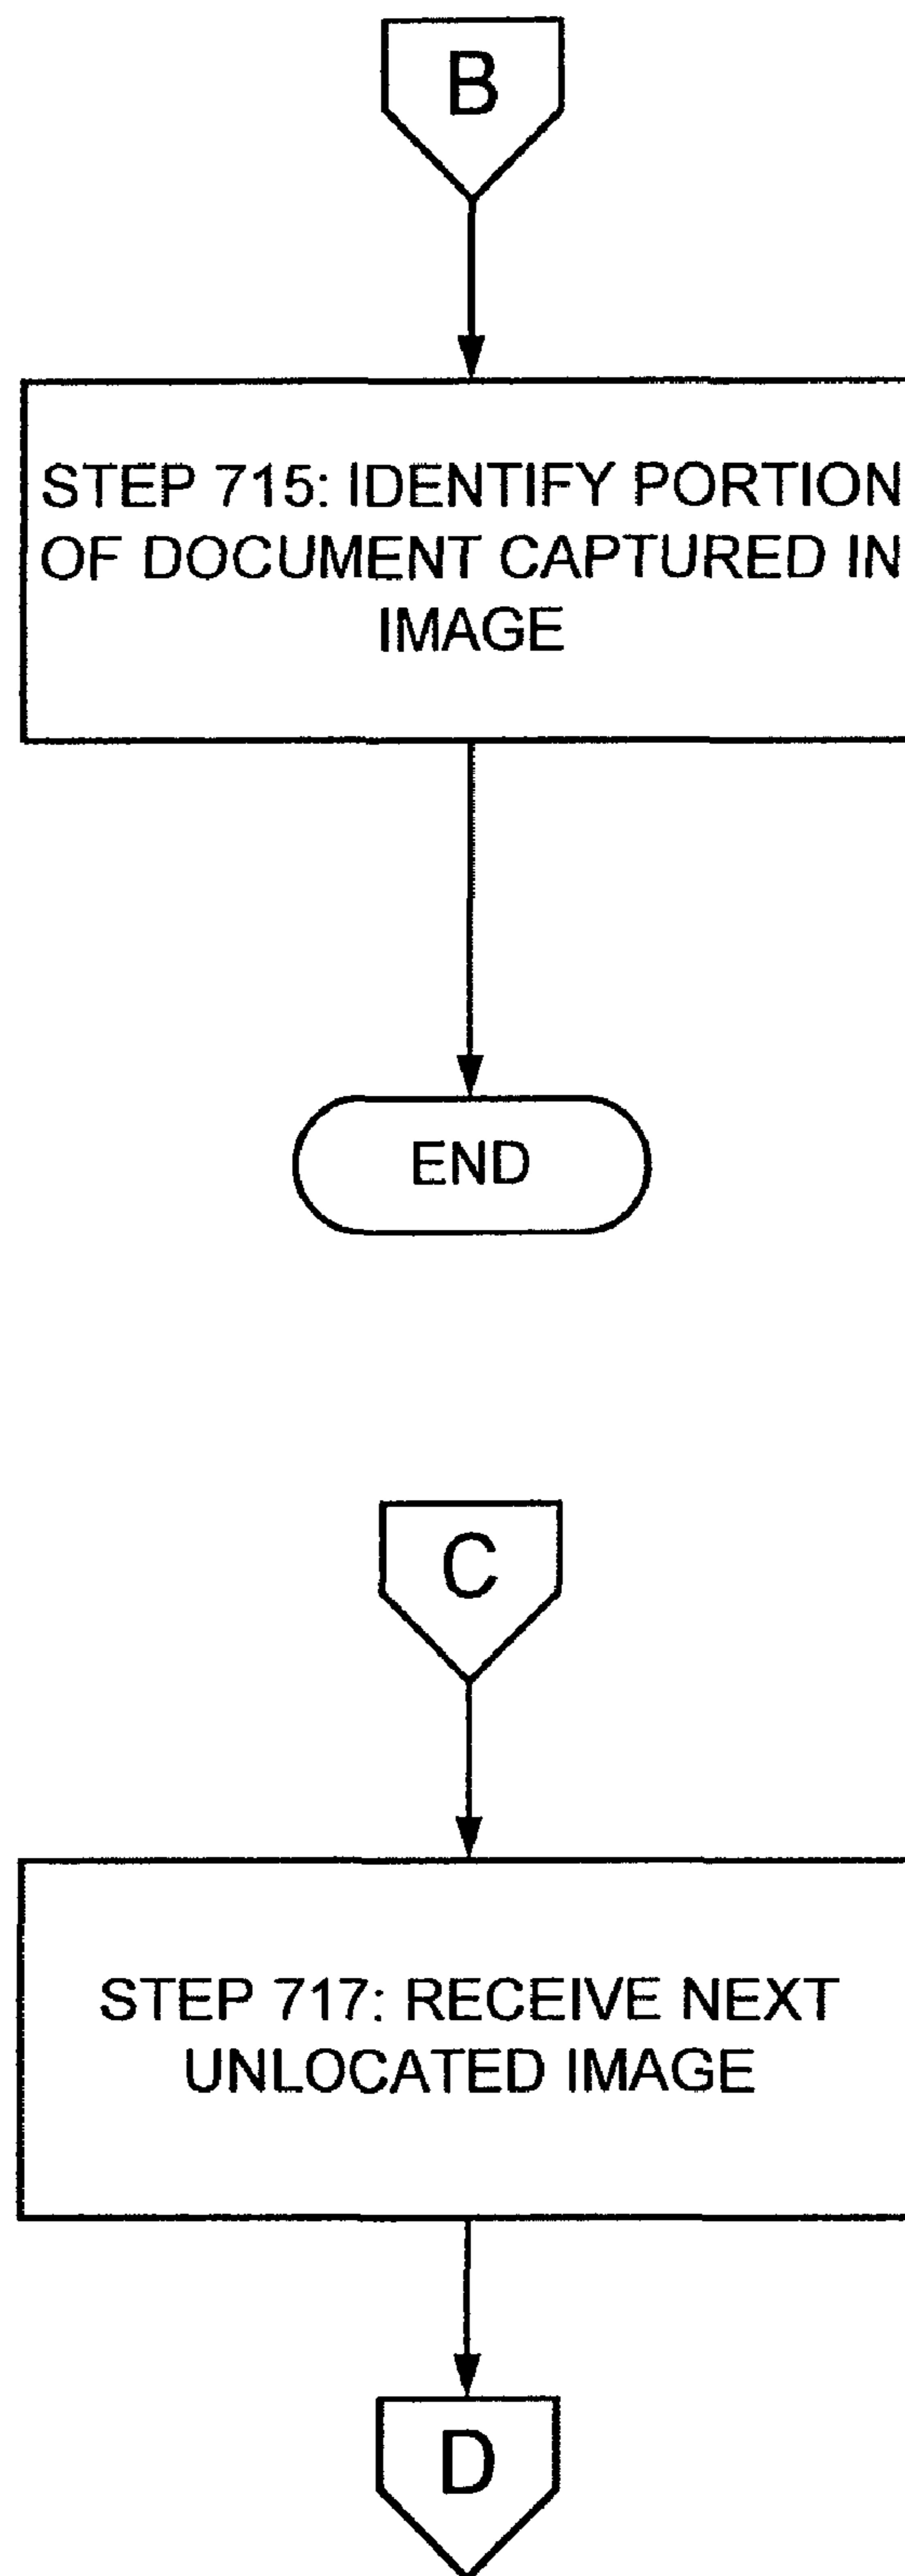 B
STEP 715: IDENTIFY PORTION
OF DOCUMENT CAPTURED IN
IMAGE
END
C
STEP 717: RECEIVE NEXT
UNLOCATED IMAGE
D